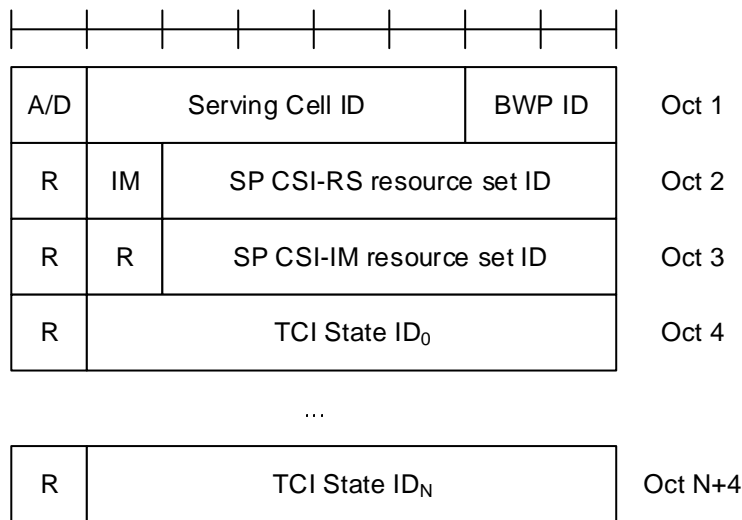 A/D Serving Cell ID BWP ID Oct 1
R IM SP CSI-RS resource set ID Oct 2
R R SP CSI-IM resource set ID Oct 3
R TCI State ID₀ Oct 4
...
R TCI State IDN Oct N+4